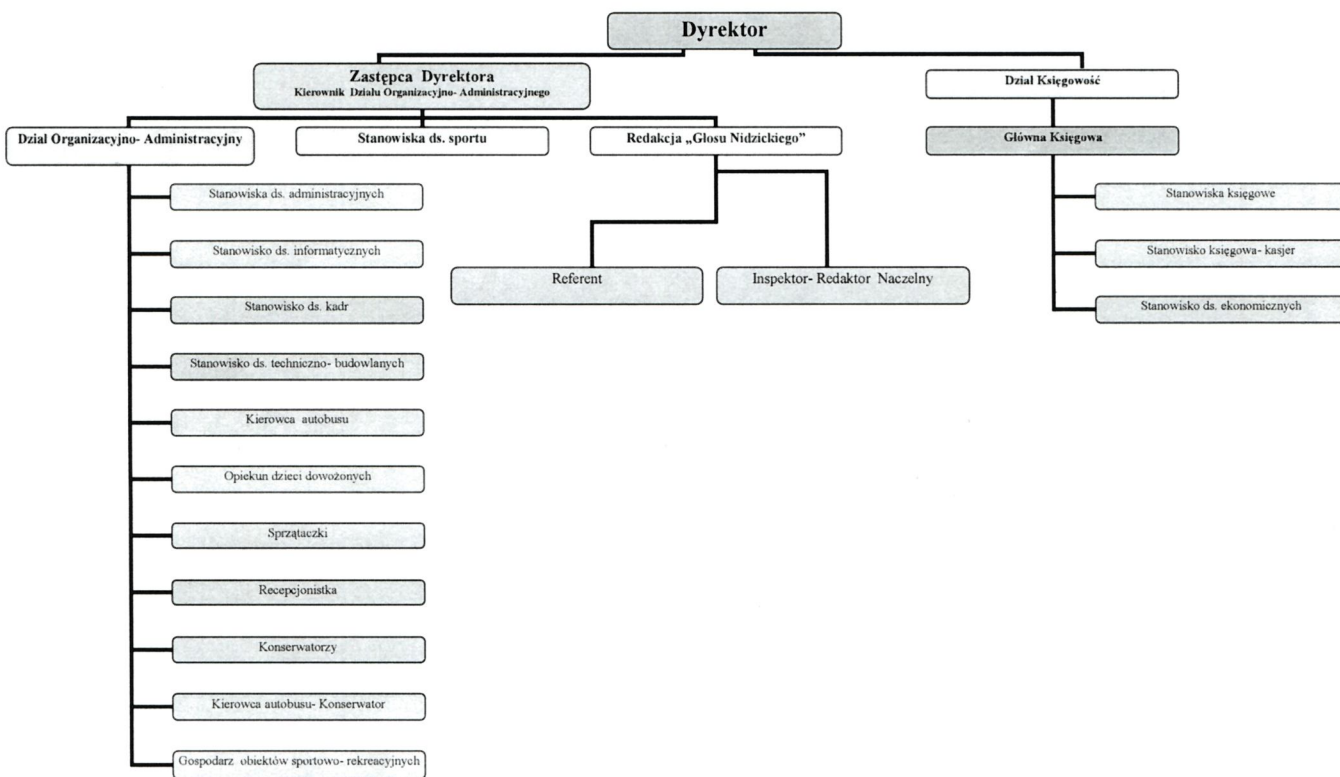 Dyrektor
Zastępca Dyrektora
Kierownik Działu Organizacyjno- Administracyjnego
Dział Księgowość
Dział Organizacyjno- Administracyjny
Stanowiska ds. sportu
Redakcja „Głosu Nidzickiego”
Główna Księgowa
Stanowiska ds. administracyjnych
Stanowisko ds. informatycznych
Stanowisko ds. kadr
Stanowisko ds. techniczno- budowlanych
Kierowca autobusu
Opiekun dzieci dowożonych
Sprzątaczki
Recepcjonistka
Konserwatorzy
Kierowca autobusu- Konserwator
Gospodarz obiektów sportowo- rekreacyjnych
Referent
Inspektor- Redaktor Naczelny
Stanowiska księgowe
Stanowisko księgowa- kasjer
Stanowisko ds. ekonomicznych